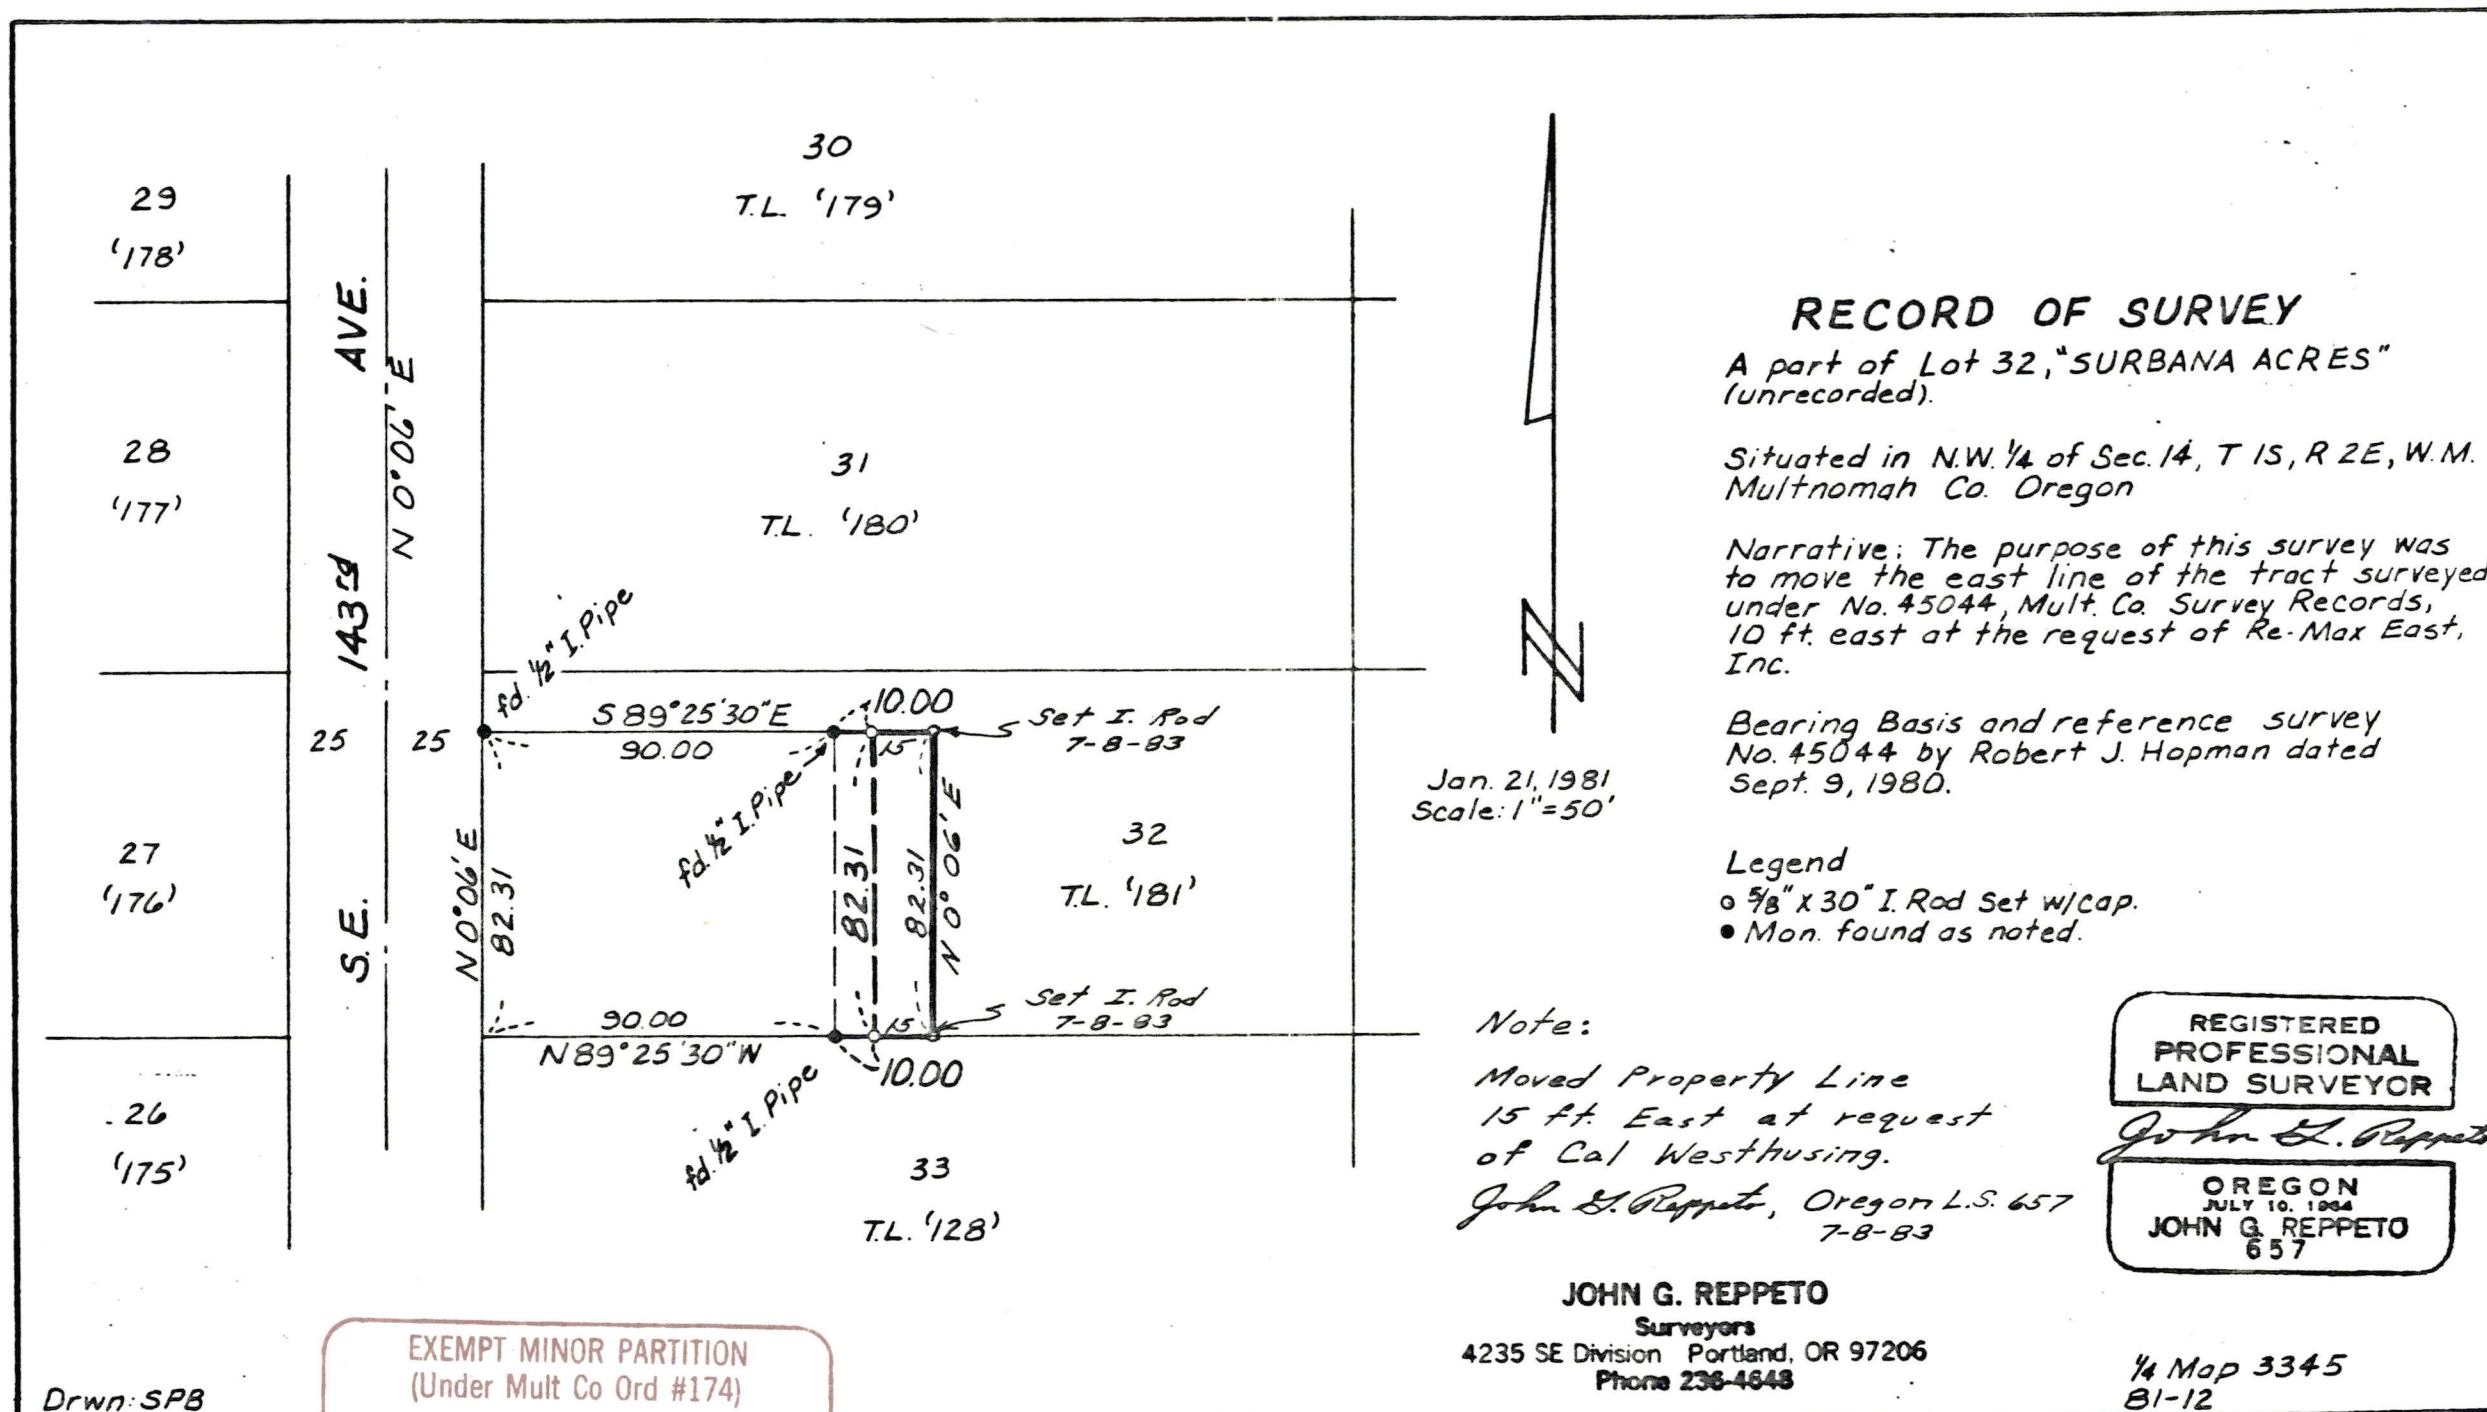 30
T.L. '179'
29
'178'
AVE.
N 0°06' E
28
'177'
31
T.L. '180'
143rd
fd. ½" I.Pipe
S 89°25'30"E
10.00
Set I. Rod
7-8-83
25
25
90.00
15
fd. ½" I.Pipe
N 0°06' E
82.31
82.31
82.31
N 0°06' E
27
'176'
S.E.
32
T.L. '181'
90.00
15
Set I. Rod
7-8-83
N 89°25'30"W
10.00
fd. ½" I. Pipe
26
'175'
33
T.L. '128'
Jan. 21, 1981
Scale: 1"=50'
RECORD OF SURVEY
A part of Lot 32, "SURBANA ACRES"
(unrecorded).
Situated in N.W. ¼ of Sec. 14, T 1S, R 2E, W.M.
Multnomah Co. Oregon
Narrative: The purpose of this survey was
to move the east line of the tract surveyed
under No. 45044, Mult. Co. Survey Records,
10 ft. east at the request of Re-Max East,
Inc.
Bearing Basis and reference survey
No. 45044 by Robert J. Hopman dated
Sept. 9, 1980.
Legend
⅝" x 30" I. Rod Set w/cap.
Mon. found as noted.
Note:
Moved Property Line
15 ft. East at request
of Cal Westhusing.
John G. Reppeto, Oregon L.S. 657
7-8-83
REGISTERED
PROFESSIONAL
LAND SURVEYOR
John G. Reppeto
OREGON
JULY 10, 1964
JOHN G. REPPETO
657
JOHN G. REPPETO
Surveyors
4235 SE Division Portland, OR 97206
Phone 236-4648
EXEMPT MINOR PARTITION
(Under Mult Co Ord #174)
Drwn: SPB
¼ Map 3345
81-12